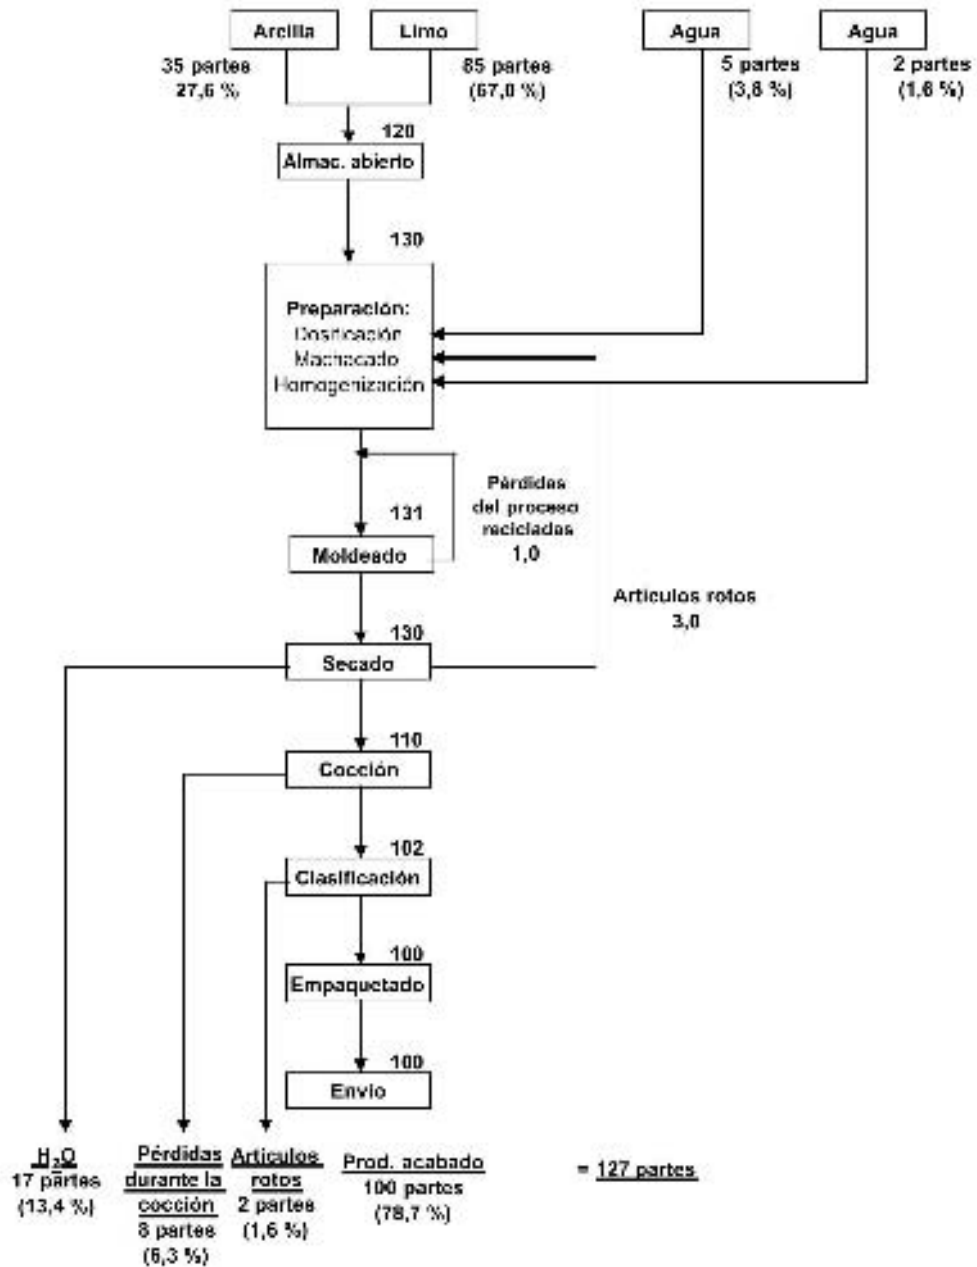 Arcilla
Limo
Agua
Agua
35 partes
27,6 %
85 partes
(67,0 %)
5 partes
(3,8 %)
2 partes
(1,6 %)
120
Almac. abierto
130
Preparación:
Dosificación
Machacado
Homogenización
Pérdidas
del proceso
recicladas
1,0
131
Moldeado
Artículos rotos
3,0
130
Secado
110
Cocción
102
Clasificación
100
Empaquetado
100
Envío
H2O
17 partes
(13,4 %)
Pérdidas
durante la
cocción
8 partes
(6,3 %)
Artículos
rotos
2 partes
(1,6 %)
Prod. acabado
100 partes
(78,7 %)
= 127 partes